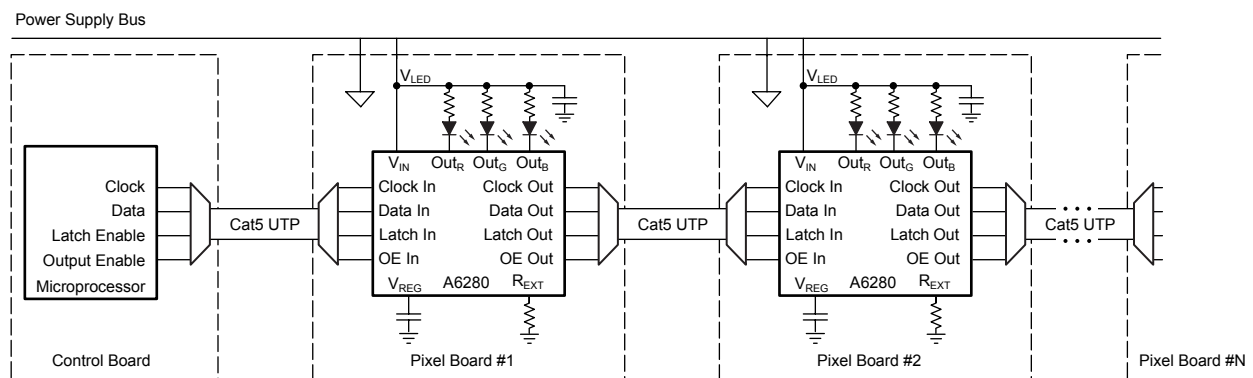 Power Supply Bus
Clock
Data
Latch Enable
Output Enable
Microprocessor
Control Board
Cat5 UTP
VLED
VIN OutR OutG OutB
Clock In Clock Out
Data In Data Out
Latch In Latch Out
OE In OE Out
VREG A6280 REXT
Pixel Board #1
Cat5 UTP
VLED
VIN OutR OutG OutB
Clock In Clock Out
Data In Data Out
Latch In Latch Out
OE In OE Out
VREG A6280 REXT
Pixel Board #2
Cat5 UTP
Pixel Board #N